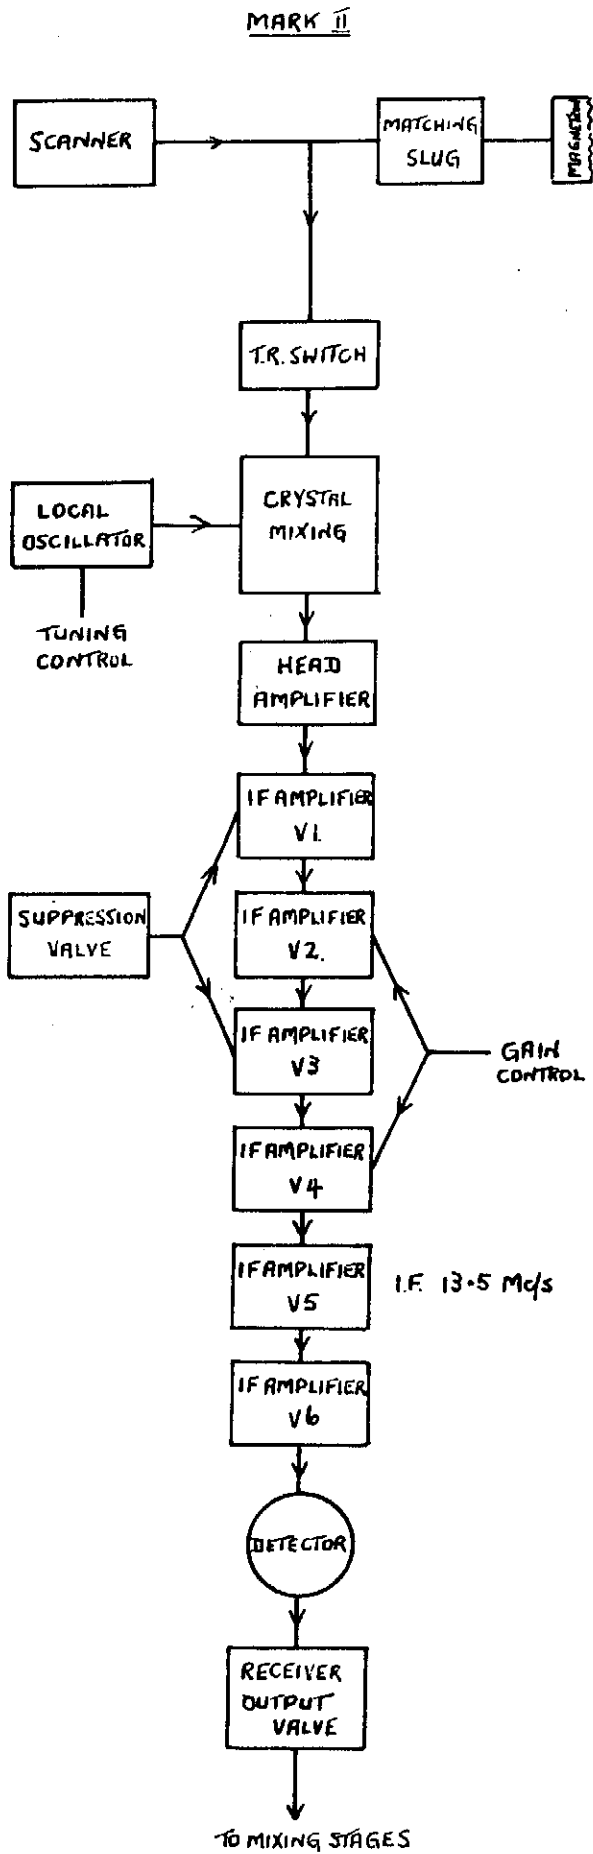 MARK II
SCANNER
MATCHING
SLUG
MAGNETRON
T.R. SWITCH
LOCAL
OSCILLATOR
CRYSTAL
MIXING
TUNING
CONTROL
HEAD
AMPLIFIER
IF AMPLIFIER
V1.
SUPPRESSION
VALVE
IF AMPLIFIER
V2.
IF AMPLIFIER
V3
GAIN
CONTROL
IF AMPLIFIER
V4
IF AMPLIFIER
V5
I.F. 13.5 Mc/s
IF AMPLIFIER
V6
DETECTOR
RECEIVER
OUTPUT
VALVE
TO MIXING STAGES